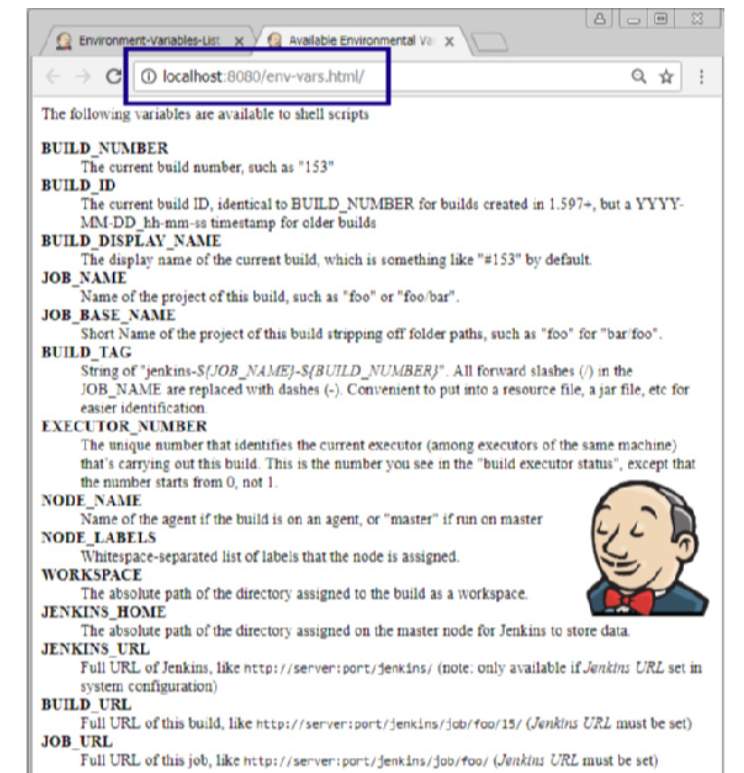 Environment-Variables-List
Available Environmental Va
localhost:8080/env-vars.html/
The following variables are available to shell scripts
BUILD_NUMBER
The current build number, such as "153"
BUILD_ID
The current build ID, identical to BUILD_NUMBER for builds created in 1.597+, but a YYYY-
MM-DD_hh-mm-ss timestamp for older builds
BUILD_DISPLAY_NAME
The display name of the current build, which is something like "#153" by default.
JOB_NAME
Name of the project of this build, such as "foo" or "foo/bar".
JOB_BASE_NAME
Short Name of the project of this build stripping off folder paths, such as "foo" for "bar/foo".
BUILD_TAG
String of "jenkins-${JOB_NAME}-${BUILD_NUMBER}". All forward slashes (/) in the
JOB_NAME are replaced with dashes (-). Convenient to put into a resource file, a jar file, etc for
easier identification.
EXECUTOR_NUMBER
The unique number that identifies the current executor (among executors of the same machine)
that's carrying out this build. This is the number you see in the "build executor status", except that
the number starts from 0, not 1.
NODE_NAME
Name of the agent if the build is on an agent, or "master" if run on master
NODE_LABELS
Whitespace-separated list of labels that the node is assigned.
WORKSPACE
The absolute path of the directory assigned to the build as a workspace.
JENKINS_HOME
The absolute path of the directory assigned on the master node for Jenkins to store data.
JENKINS_URL
Full URL of Jenkins, like http://server:port/jenkins/ (note: only available if Jenkins URL set in
system configuration)
BUILD_URL
Full URL of this build, like http://server:port/jenkins/job/foo/15/ (Jenkins URL must be set)
JOB_URL
Full URL of this job, like http://server:port/jenkins/job/foo/ (Jenkins URL must be set)